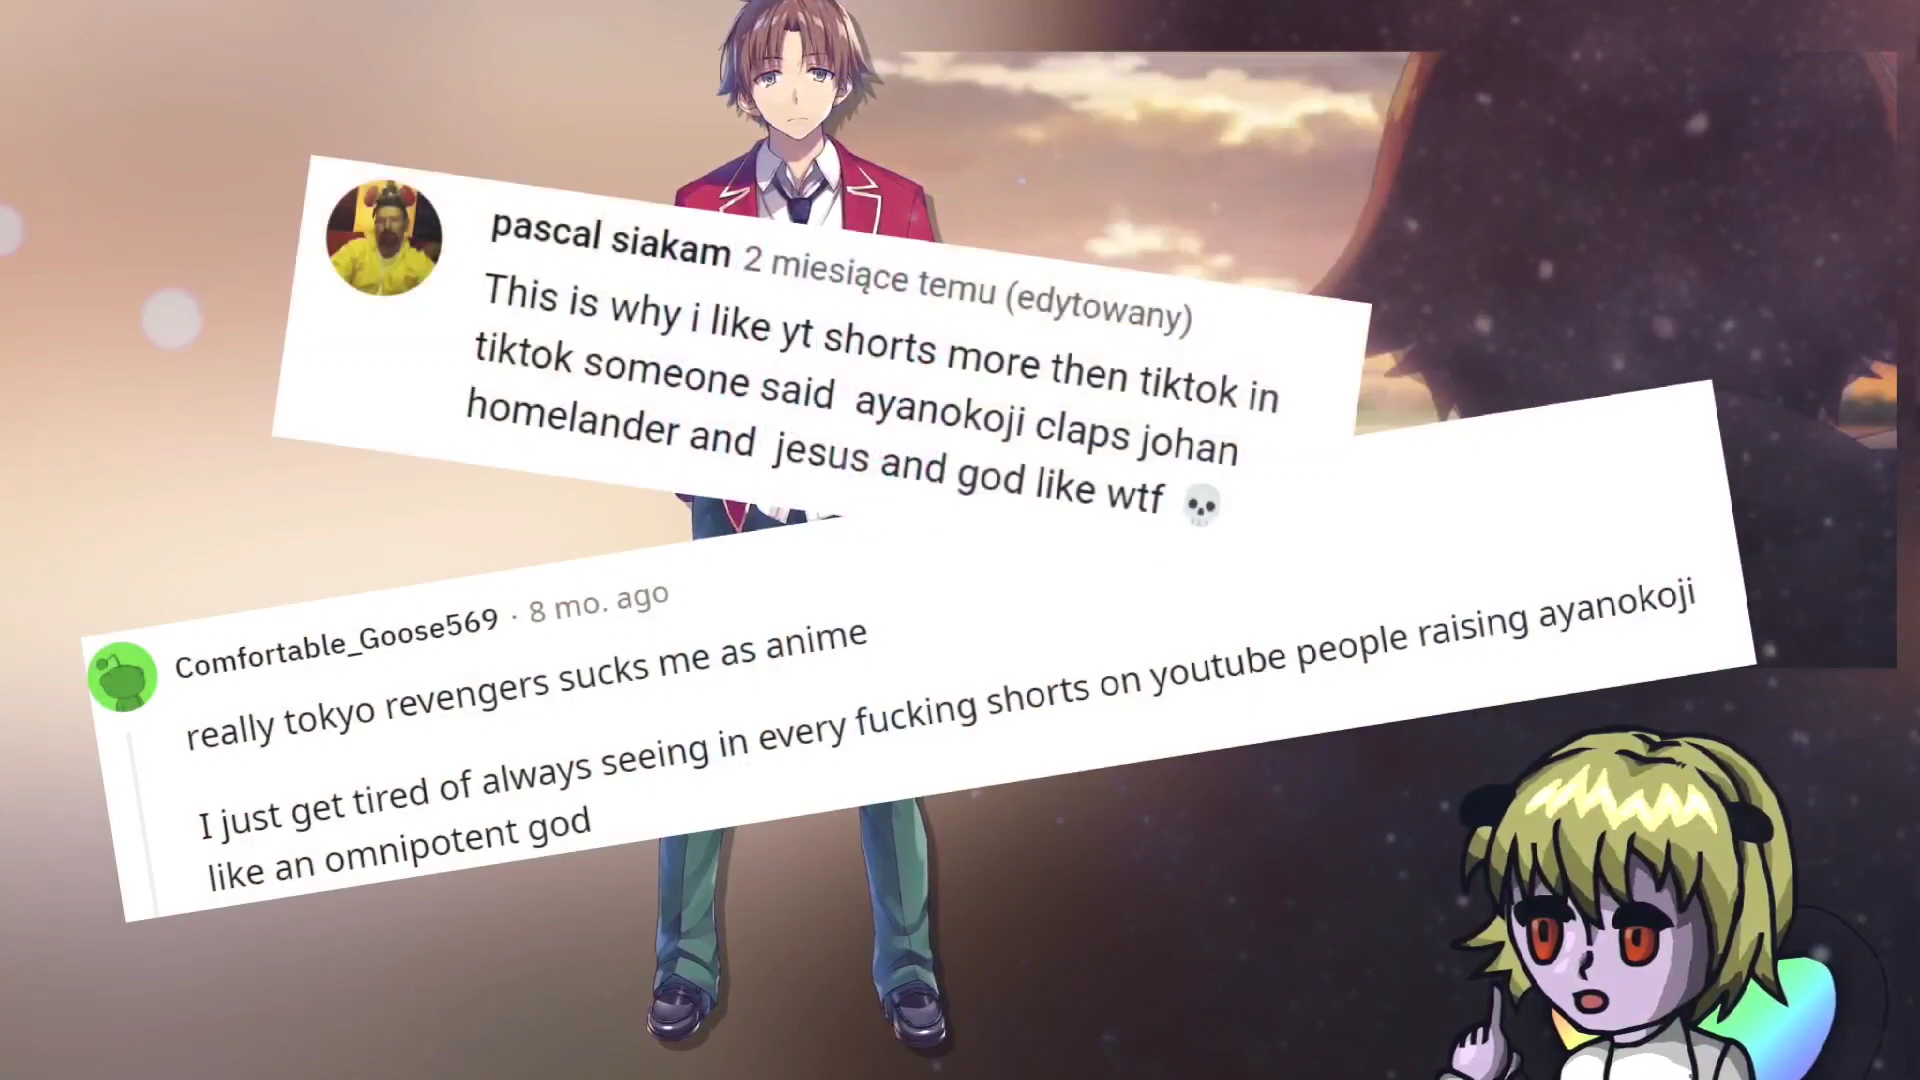 pascal siakam 2 miesiące temu (edytowany)
This is why i like yt shorts more then tiktok in
tiktok someone said ayanokoji claps johan
homelander and jesus and god like wtf 💀
Comfortable_Goose569 · 8 mo. ago
really tokyo revengers sucks me as anime
I just get tired of always seeing in every fucking shorts on youtube people raising ayanokoji
like an omnipotent god